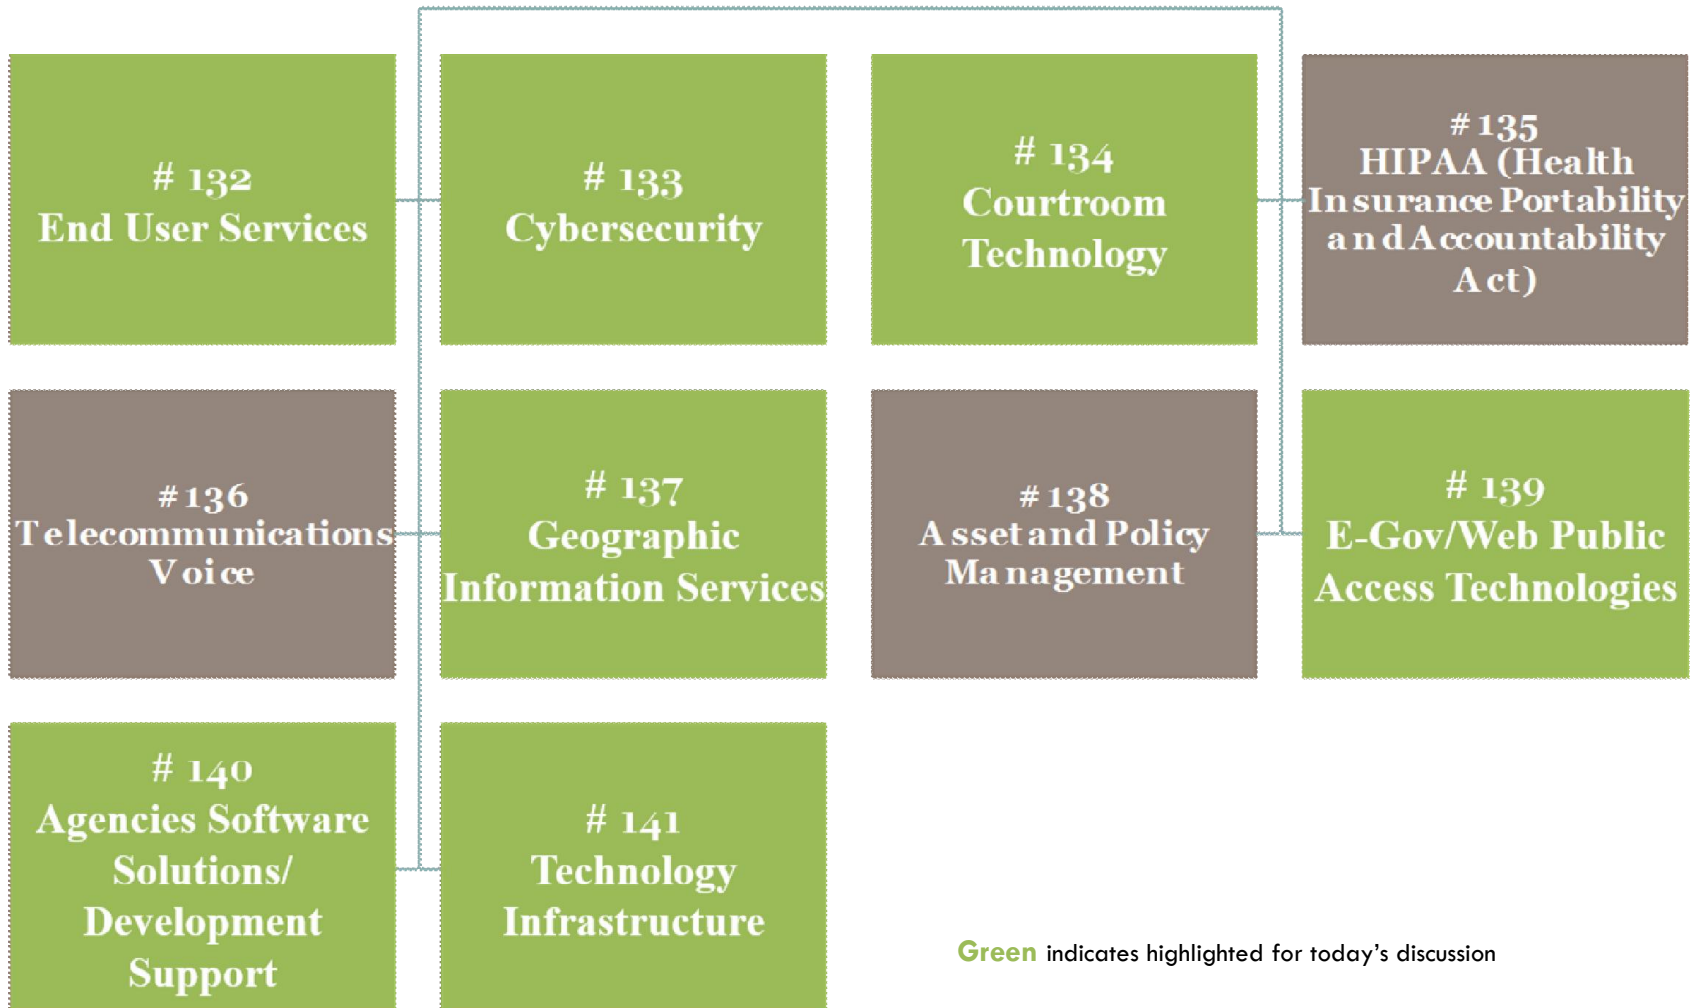 # 132
End User Services
# 133
Cybersecurity
# 134
Courtroom
Technology
#135
HIPAA (Health
Insurance Portability
and Accountability
Act)
#136
Telecommunications
Voice
# 137
Geographic
Information Services
#138
Asset and Policy
Management
# 139
E-Gov/Web Public
Access Technologies
# 140
Agencies Software
Solutions/
Development
Support
# 141
Technology
Infrastructure
Green indicates highlighted for today's discussion